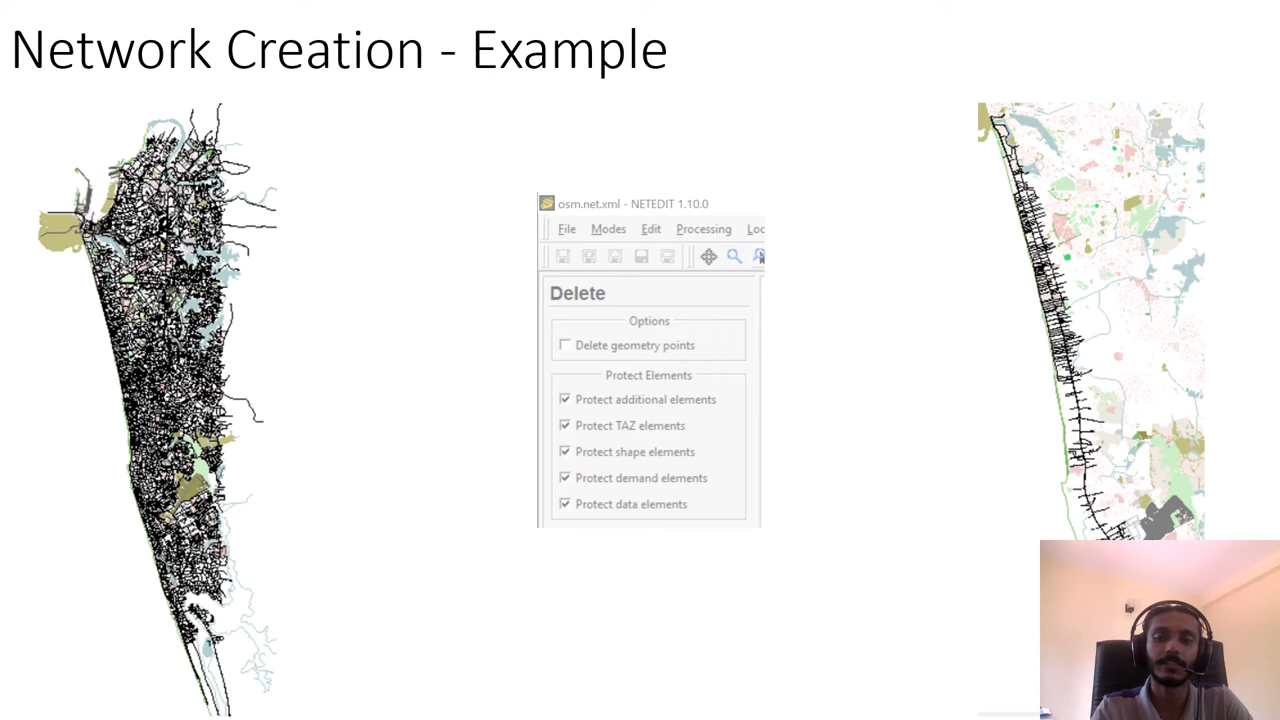 Network Creation - Example
osm.net.xml - NETEDIT 1.10.0
File Modes Edit Processing Loc
Delete
Options
Delete geometry points
Protect Elements
Protect additional elements
Protect TAZ elements
Protect shape elements
Protect demand elements
Protect data elements